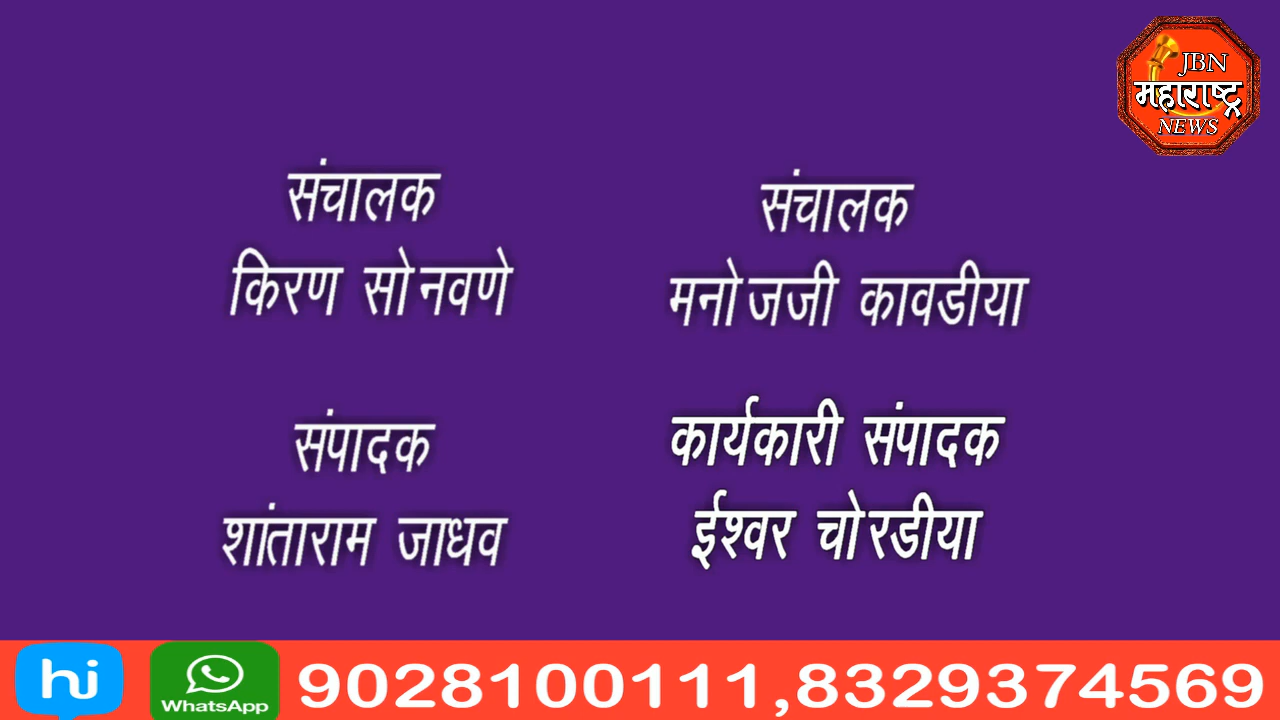 JBN
महाराष्ट्र
NEWS
संचालक
किरण सोनवणे
संचालक
मनोजजी कावडीया
संपादक
शांताराम जाधव
कार्यकारी संपादक
ईश्वर चोरडीया
hi
WhatsApp
9028100111,8329374569